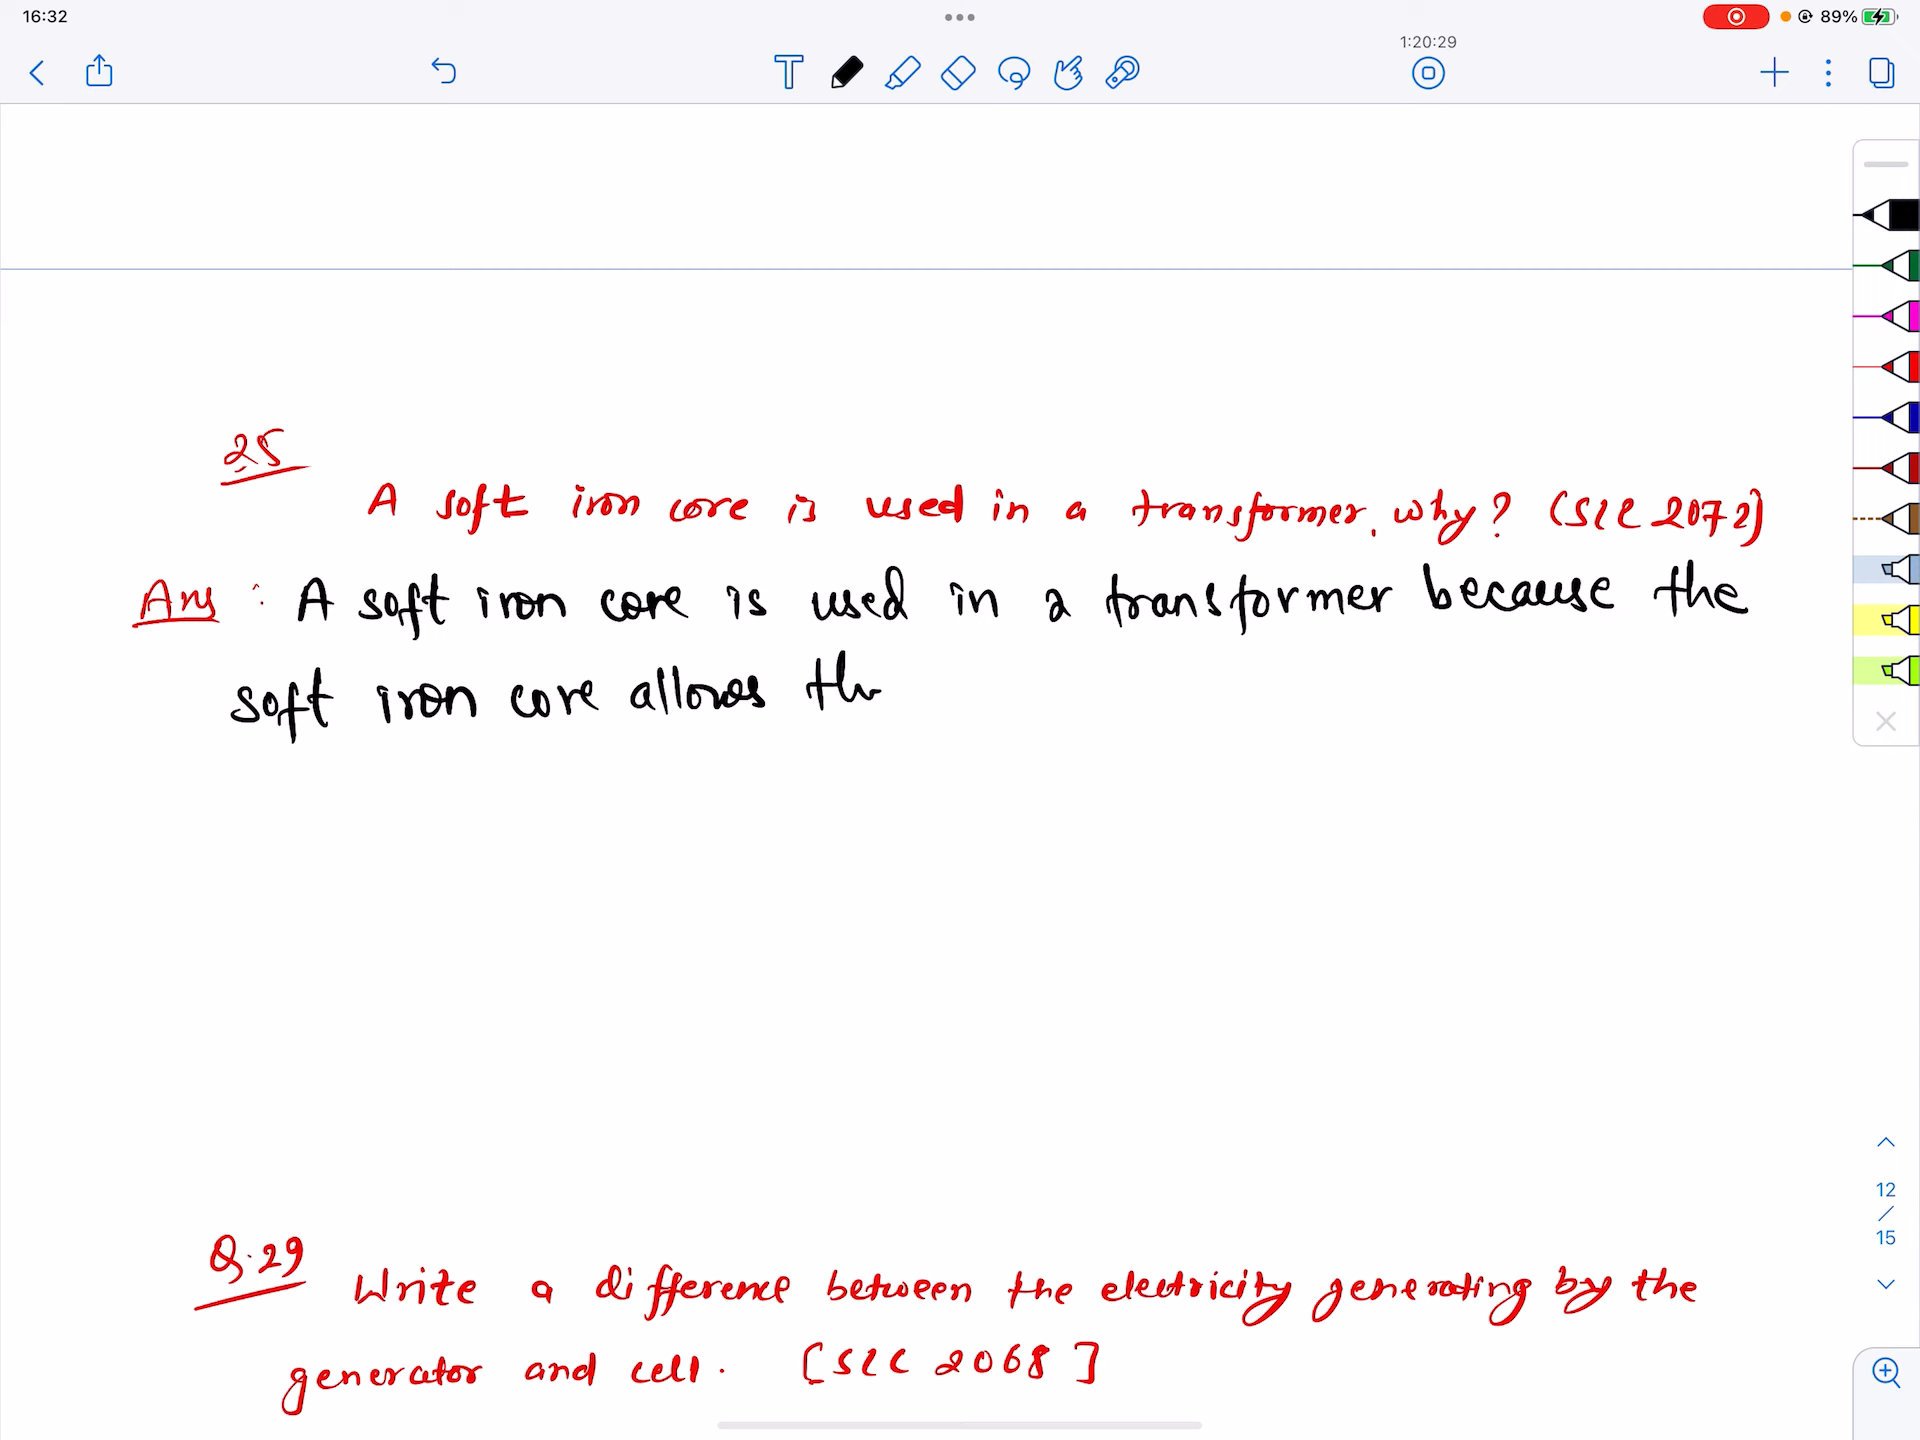 16:32
89%
1:20:29
25
A soft iron core is used in a transformer, why? (SLC 2072)
Ans: A soft iron core is used in a transformer because the
soft iron core allows the
12
/
15
Q.29 Write a difference between the electricity generating by the
generator and cell. [SLC 2068]